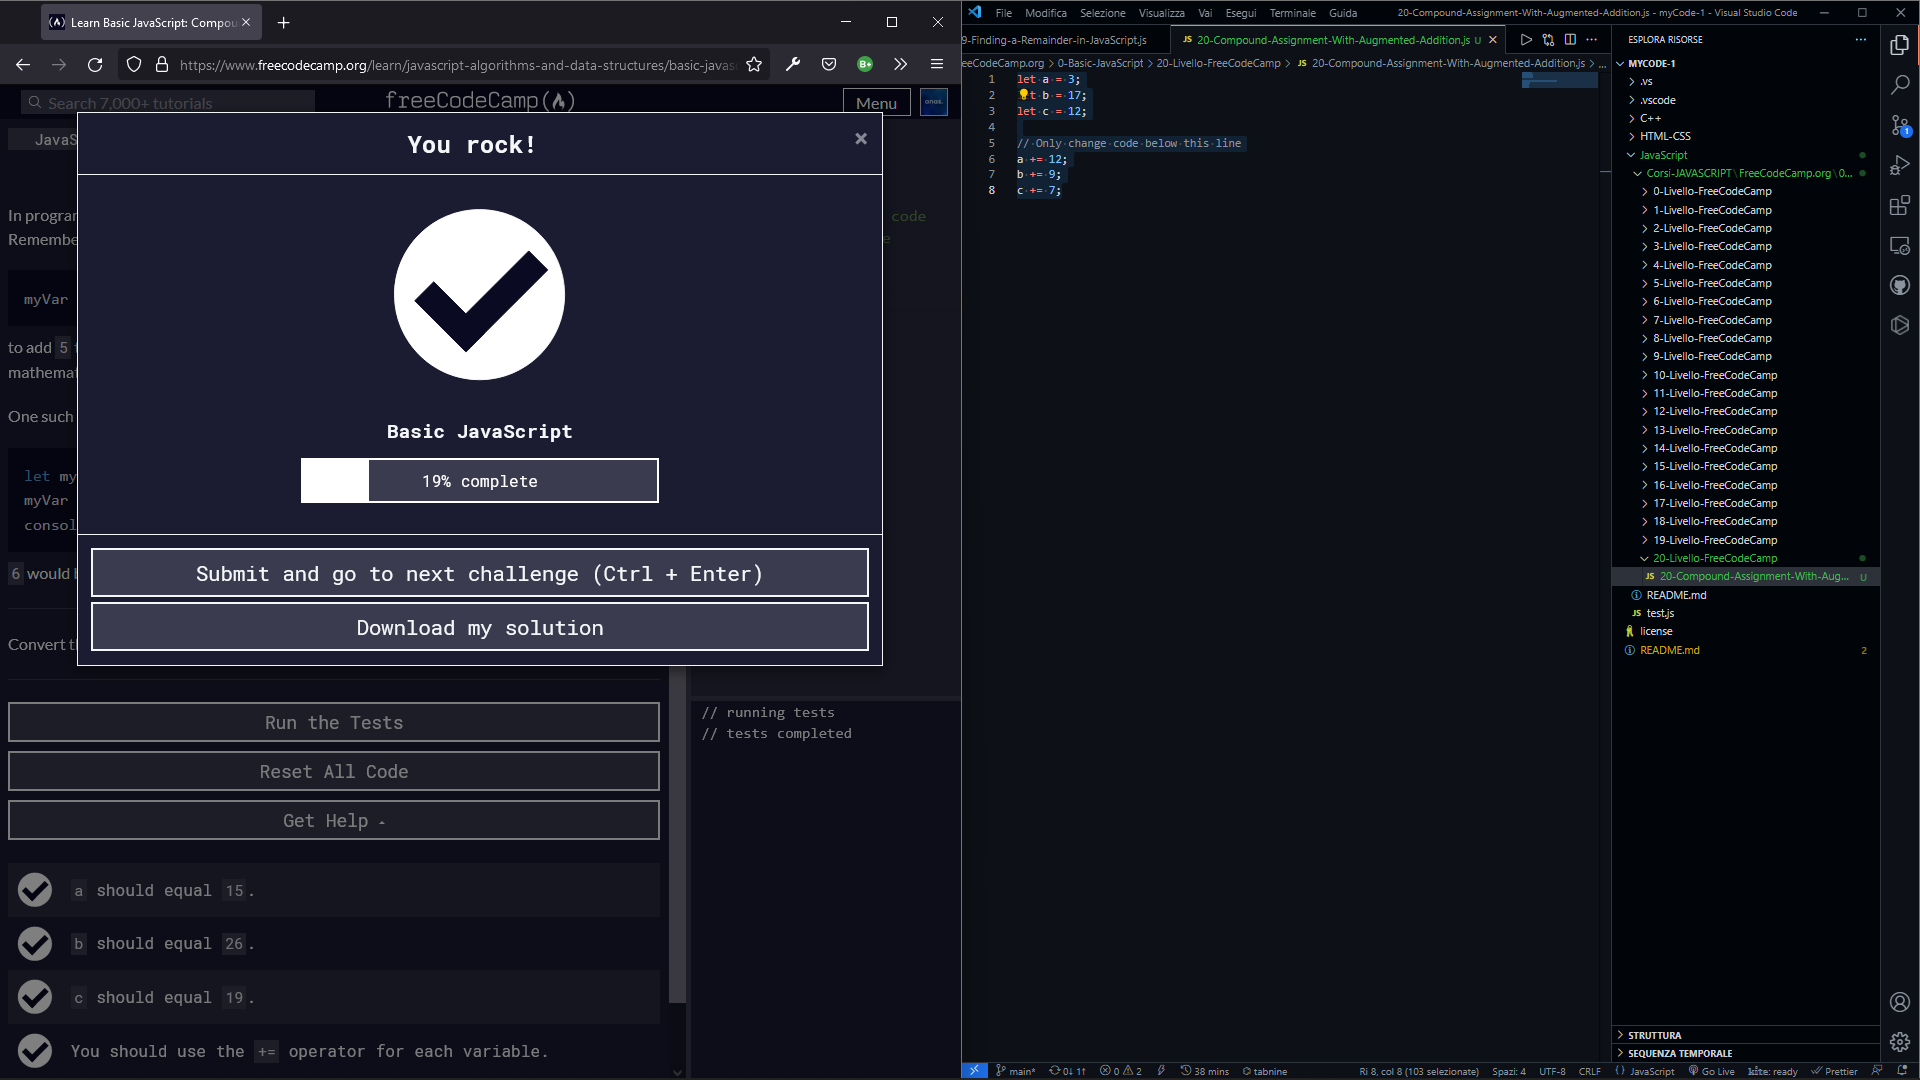 Learn Basic JavaScript: Compou
https://www.freecodecamp.org/learn/javascript-algorithms-and-data-structures/basic-javas
Search 7,000+ tutorials
freeCodeCamp
Menu
JavaS
You rock!
In progra
code
Remembe
myVar
to add 5
mathemat
One such
let my
myVar
consol
6 would b
Basic JavaScript
19% complete
Submit and go to next challenge (Ctrl + Enter)
Download my solution
Convert th
Run the Tests
Reset All Code
Get Help
a should equal 15.
b should equal 26.
c should equal 19.
You should use the += operator for each variable.
// running tests
// tests completed
File Modifica Selezione Visualizza Vai Esegui Terminale Guida
20-Compound-Assignment-With-Augmented-Addition.js - myCode-1 - Visual Studio Code
9-Finding-a-Remainder-in-JavaScript.js
JS 20-Compound-Assignment-With-Augmented-Addition.js U
eeCodeCamp.org > 0-Basic-JavaScript > 20-Livello-FreeCodeCamp > JS 20-Compound-Assignment-With-Augmented-Addition.js > ...
1 let a = 3;
2 t b = 17;
3 let c = 12;
4
5 // Only change code below this line
6 a += 12;
7 b += 9;
8 c += 7;
ESPLORA RISORSE
MYCODE-1
.vs
.vscode
C++
HTML-CSS
JavaScript
Corsi-JAVASCRIPT\FreeCodeCamp.org\0...
0-Livello-FreeCodeCamp
1-Livello-FreeCodeCamp
2-Livello-FreeCodeCamp
3-Livello-FreeCodeCamp
4-Livello-FreeCodeCamp
5-Livello-FreeCodeCamp
6-Livello-FreeCodeCamp
7-Livello-FreeCodeCamp
8-Livello-FreeCodeCamp
9-Livello-FreeCodeCamp
10-Livello-FreeCodeCamp
11-Livello-FreeCodeCamp
12-Livello-FreeCodeCamp
13-Livello-FreeCodeCamp
14-Livello-FreeCodeCamp
15-Livello-FreeCodeCamp
16-Livello-FreeCodeCamp
17-Livello-FreeCodeCamp
18-Livello-FreeCodeCamp
19-Livello-FreeCodeCamp
20-Livello-FreeCodeCamp
JS 20-Compound-Assignment-With-Aug... U
README.md
JS test.js
license
README.md 2
STRUTTURA
SEQUENZA TEMPORALE
main* 0↓ 1↑ 0 2 38 mins tabnine
Ri 8, col 8 (103 selezionate) Spazi: 4 UTF-8 CRLF JavaScript Go Live kite: ready Prettier